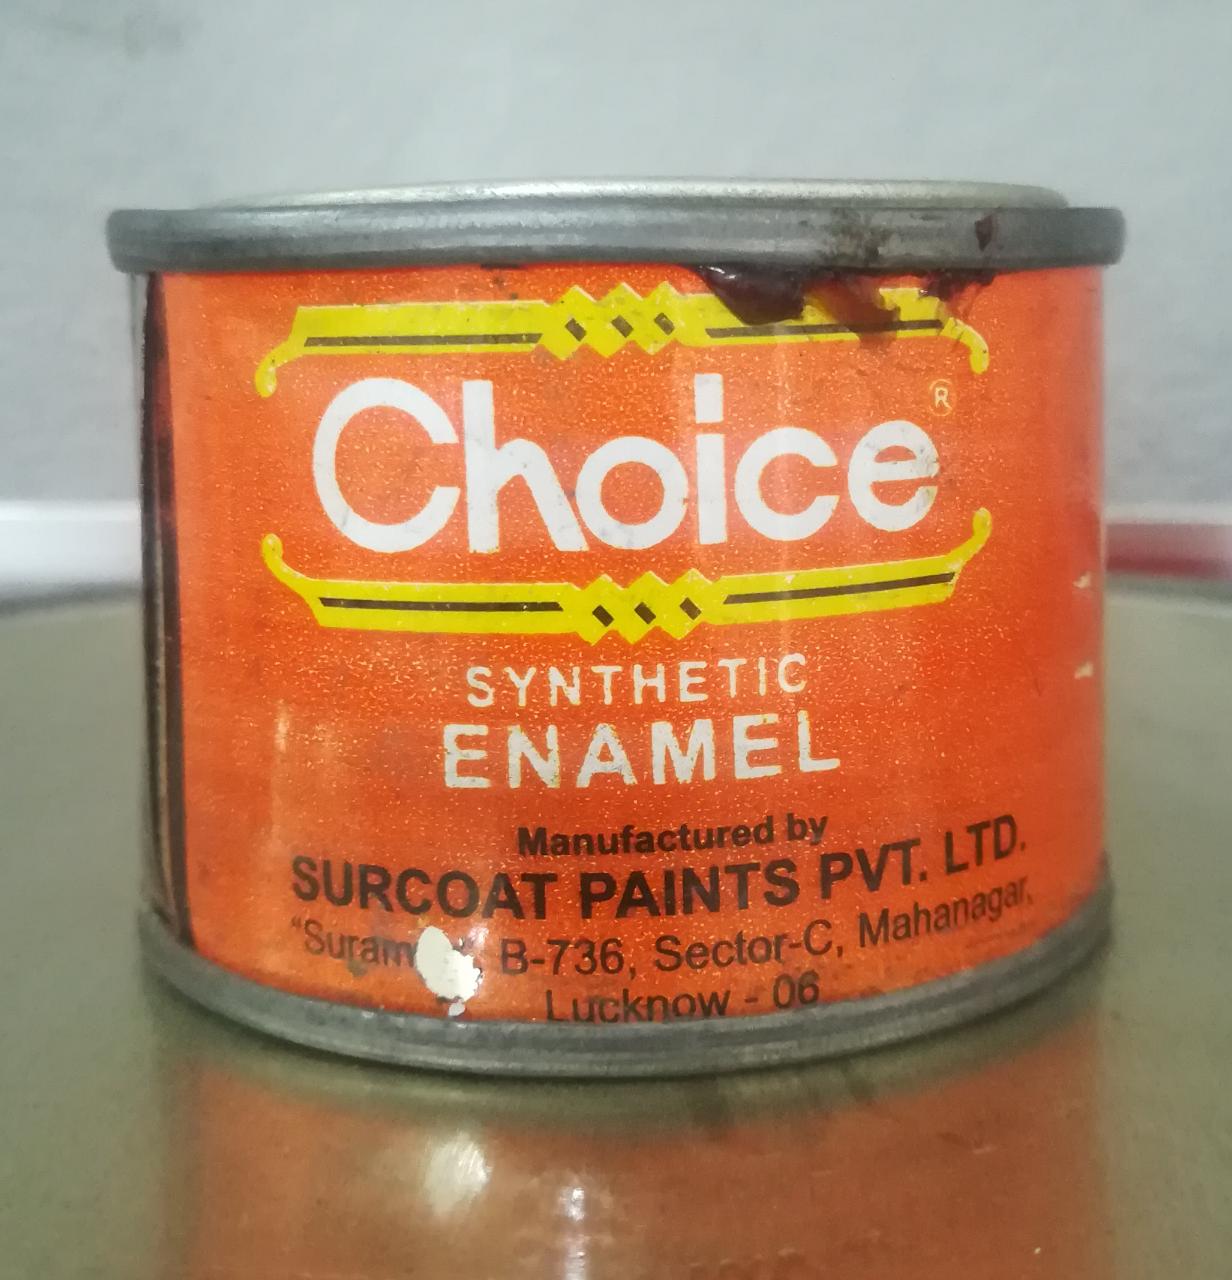 Choice ®
SYNTHETIC
ENAMEL
Manufactured by
SURCOAT PAINTS PVT. LTD.
B-736, Sector-C, Mahanagar,
Lucknow - 06